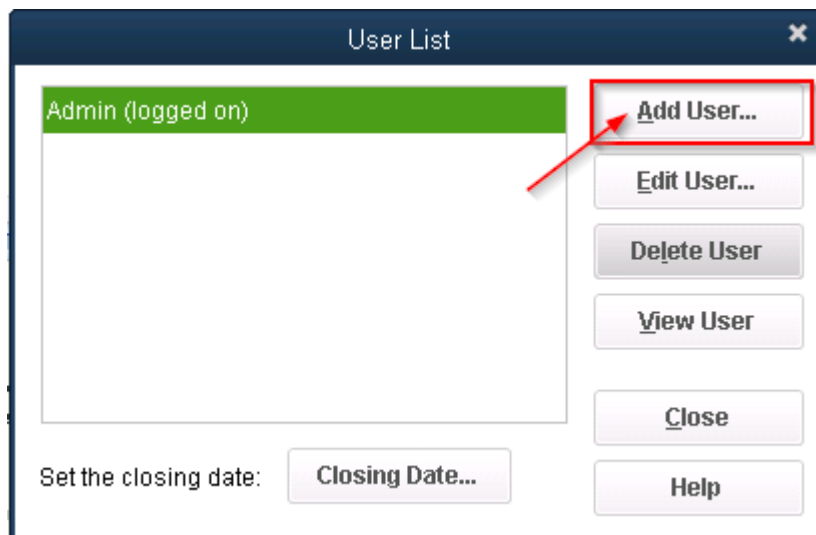 User List
Admin (logged on)
Add User...
Edit User...
Delete User
View User
Close
Set the closing date:
Closing Date...
Help